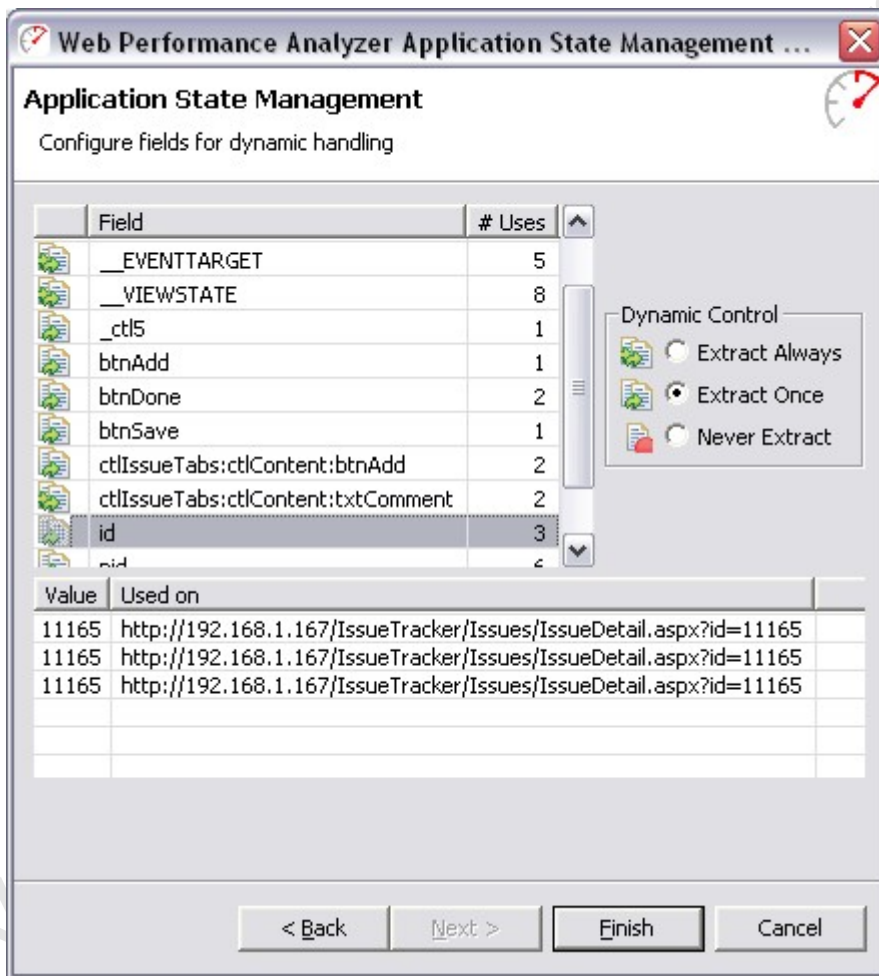 Web Performance Analyzer Application State Management ...
Application State Management
Configure fields for dynamic handling
Field # Uses
__EVENTTARGET 5
__VIEWSTATE 8
_ctl5 1
btnAdd 1
btnDone 2
btnSave 1
ctlIssueTabs:ctlContent:btnAdd 2
ctlIssueTabs:ctlContent:txtComment 2
id 3
Dynamic Control
Extract Always
Extract Once
Never Extract
Value Used on
11165 http://192.168.1.167/IssueTracker/Issues/IssueDetail.aspx?id=11165
11165 http://192.168.1.167/IssueTracker/Issues/IssueDetail.aspx?id=11165
11165 http://192.168.1.167/IssueTracker/Issues/IssueDetail.aspx?id=11165
< Back Next > Finish Cancel